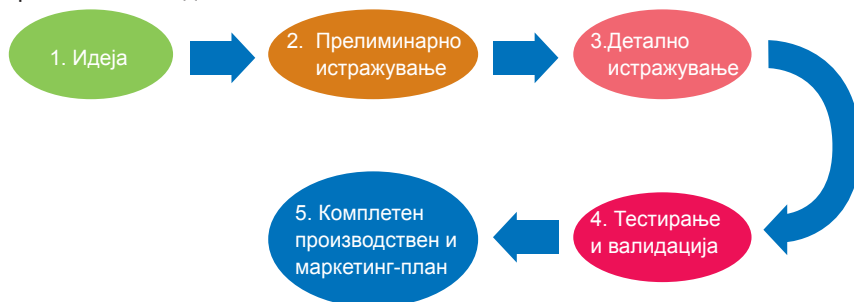 1. Идеја
2. Прелиминарно
истражување
3.Детално
истражување
4. Тестирање
и валидација
5. Комплетен
производствен и
маркетинг-план